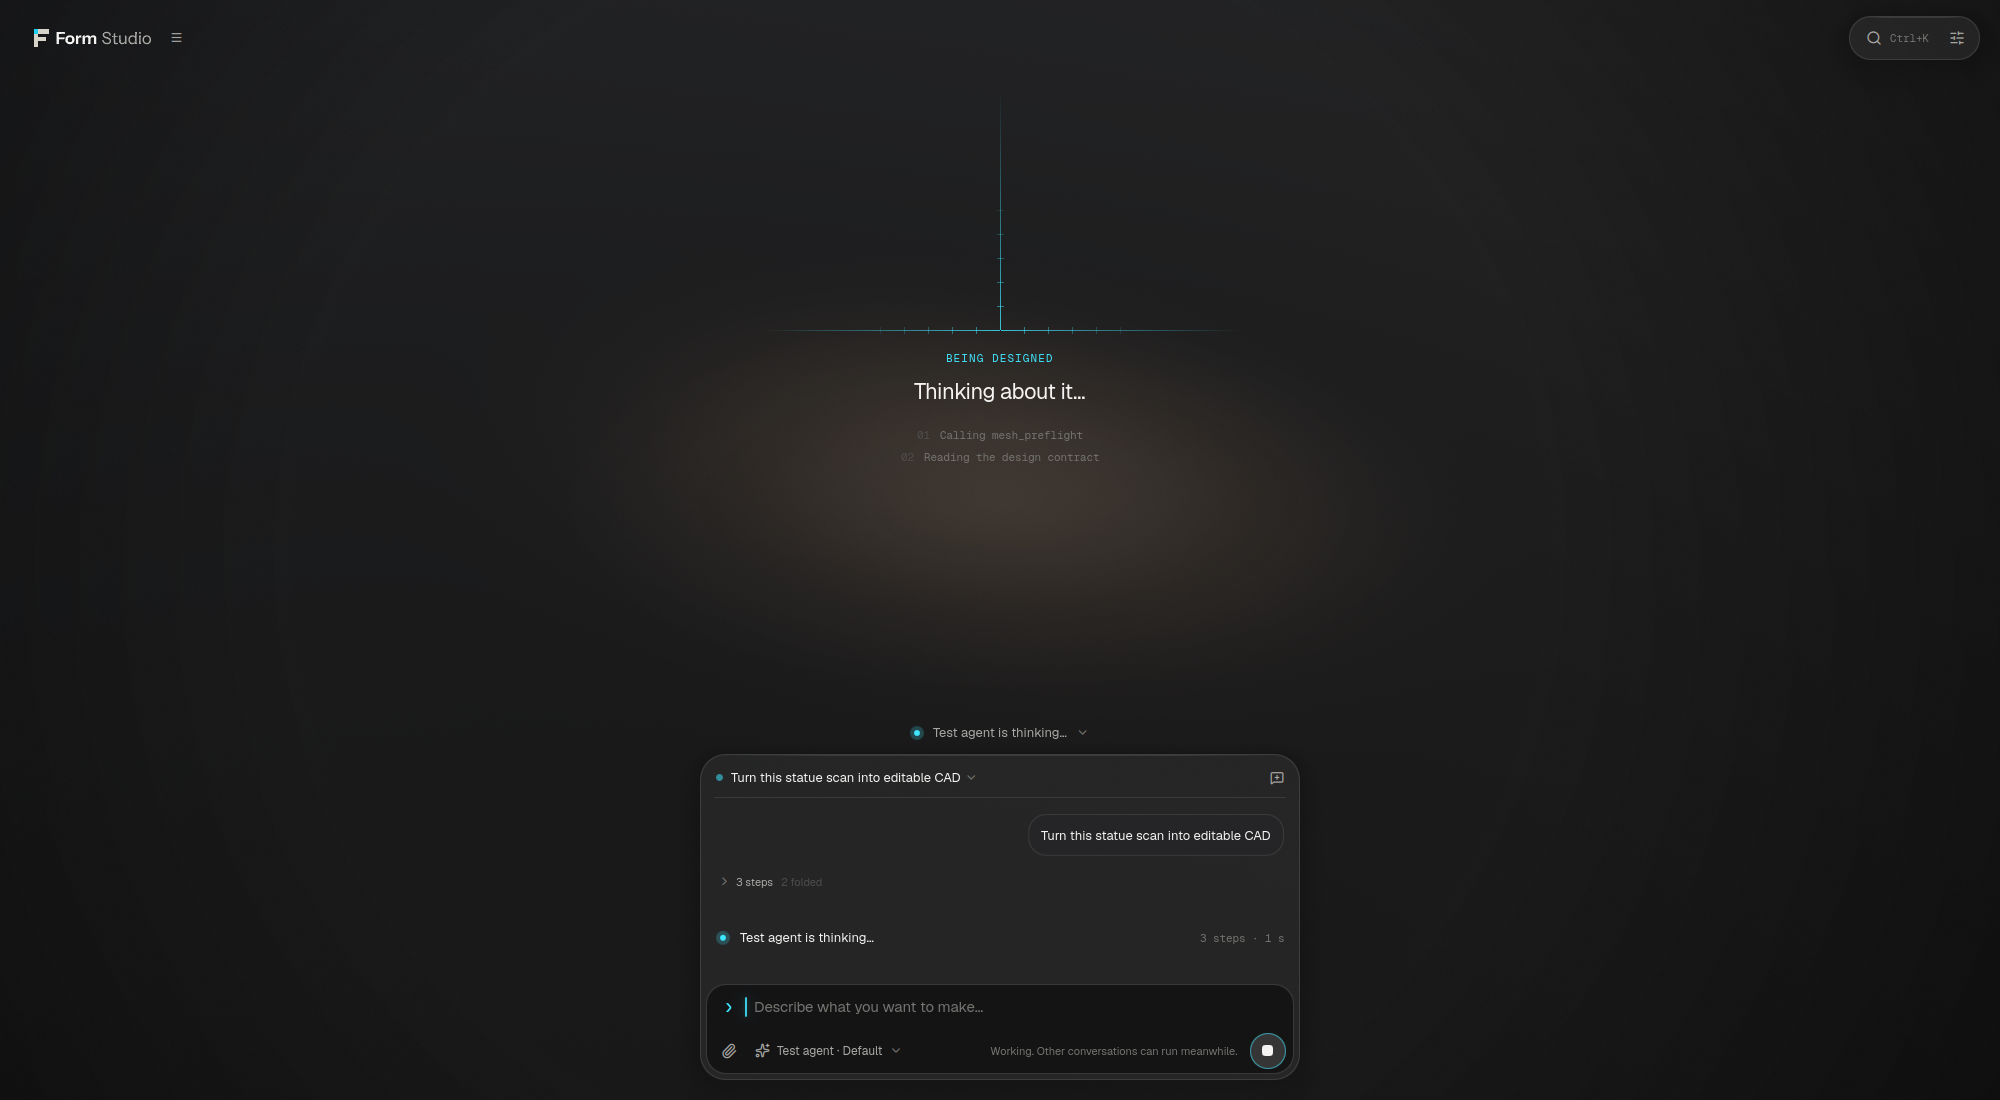 Form Studio
Ctrl+K
BEING DESIGNED
Thinking about it...
01 Calling mesh_preflight
02 Reading the design contract
Test agent is thinking...
Turn this statue scan into editable CAD
Turn this statue scan into editable CAD
3 steps 2 folded
Test agent is thinking...
3 steps · 1 s
Describe what you want to make...
Test agent · Default
Working. Other conversations can run meanwhile.